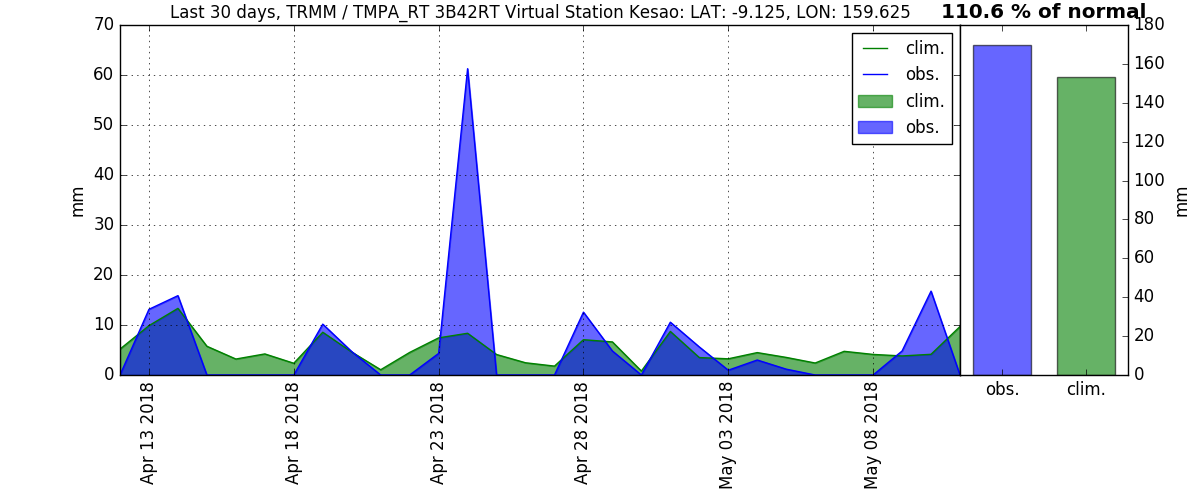 Last 30 days, TRMM / TMPA_RT 3B42RT Virtual Station Kesao: LAT: -9.125, LON: 159.625
110.6 % of normal
70
60
50
40
30
20
10
0
mm
clim.
obs.
clim.
obs.
Apr 13 2018
Apr 18 2018
Apr 23 2018
Apr 28 2018
May 03 2018
May 08 2018
180
160
140
120
100
80
60
40
20
0
mm
obs.
clim.